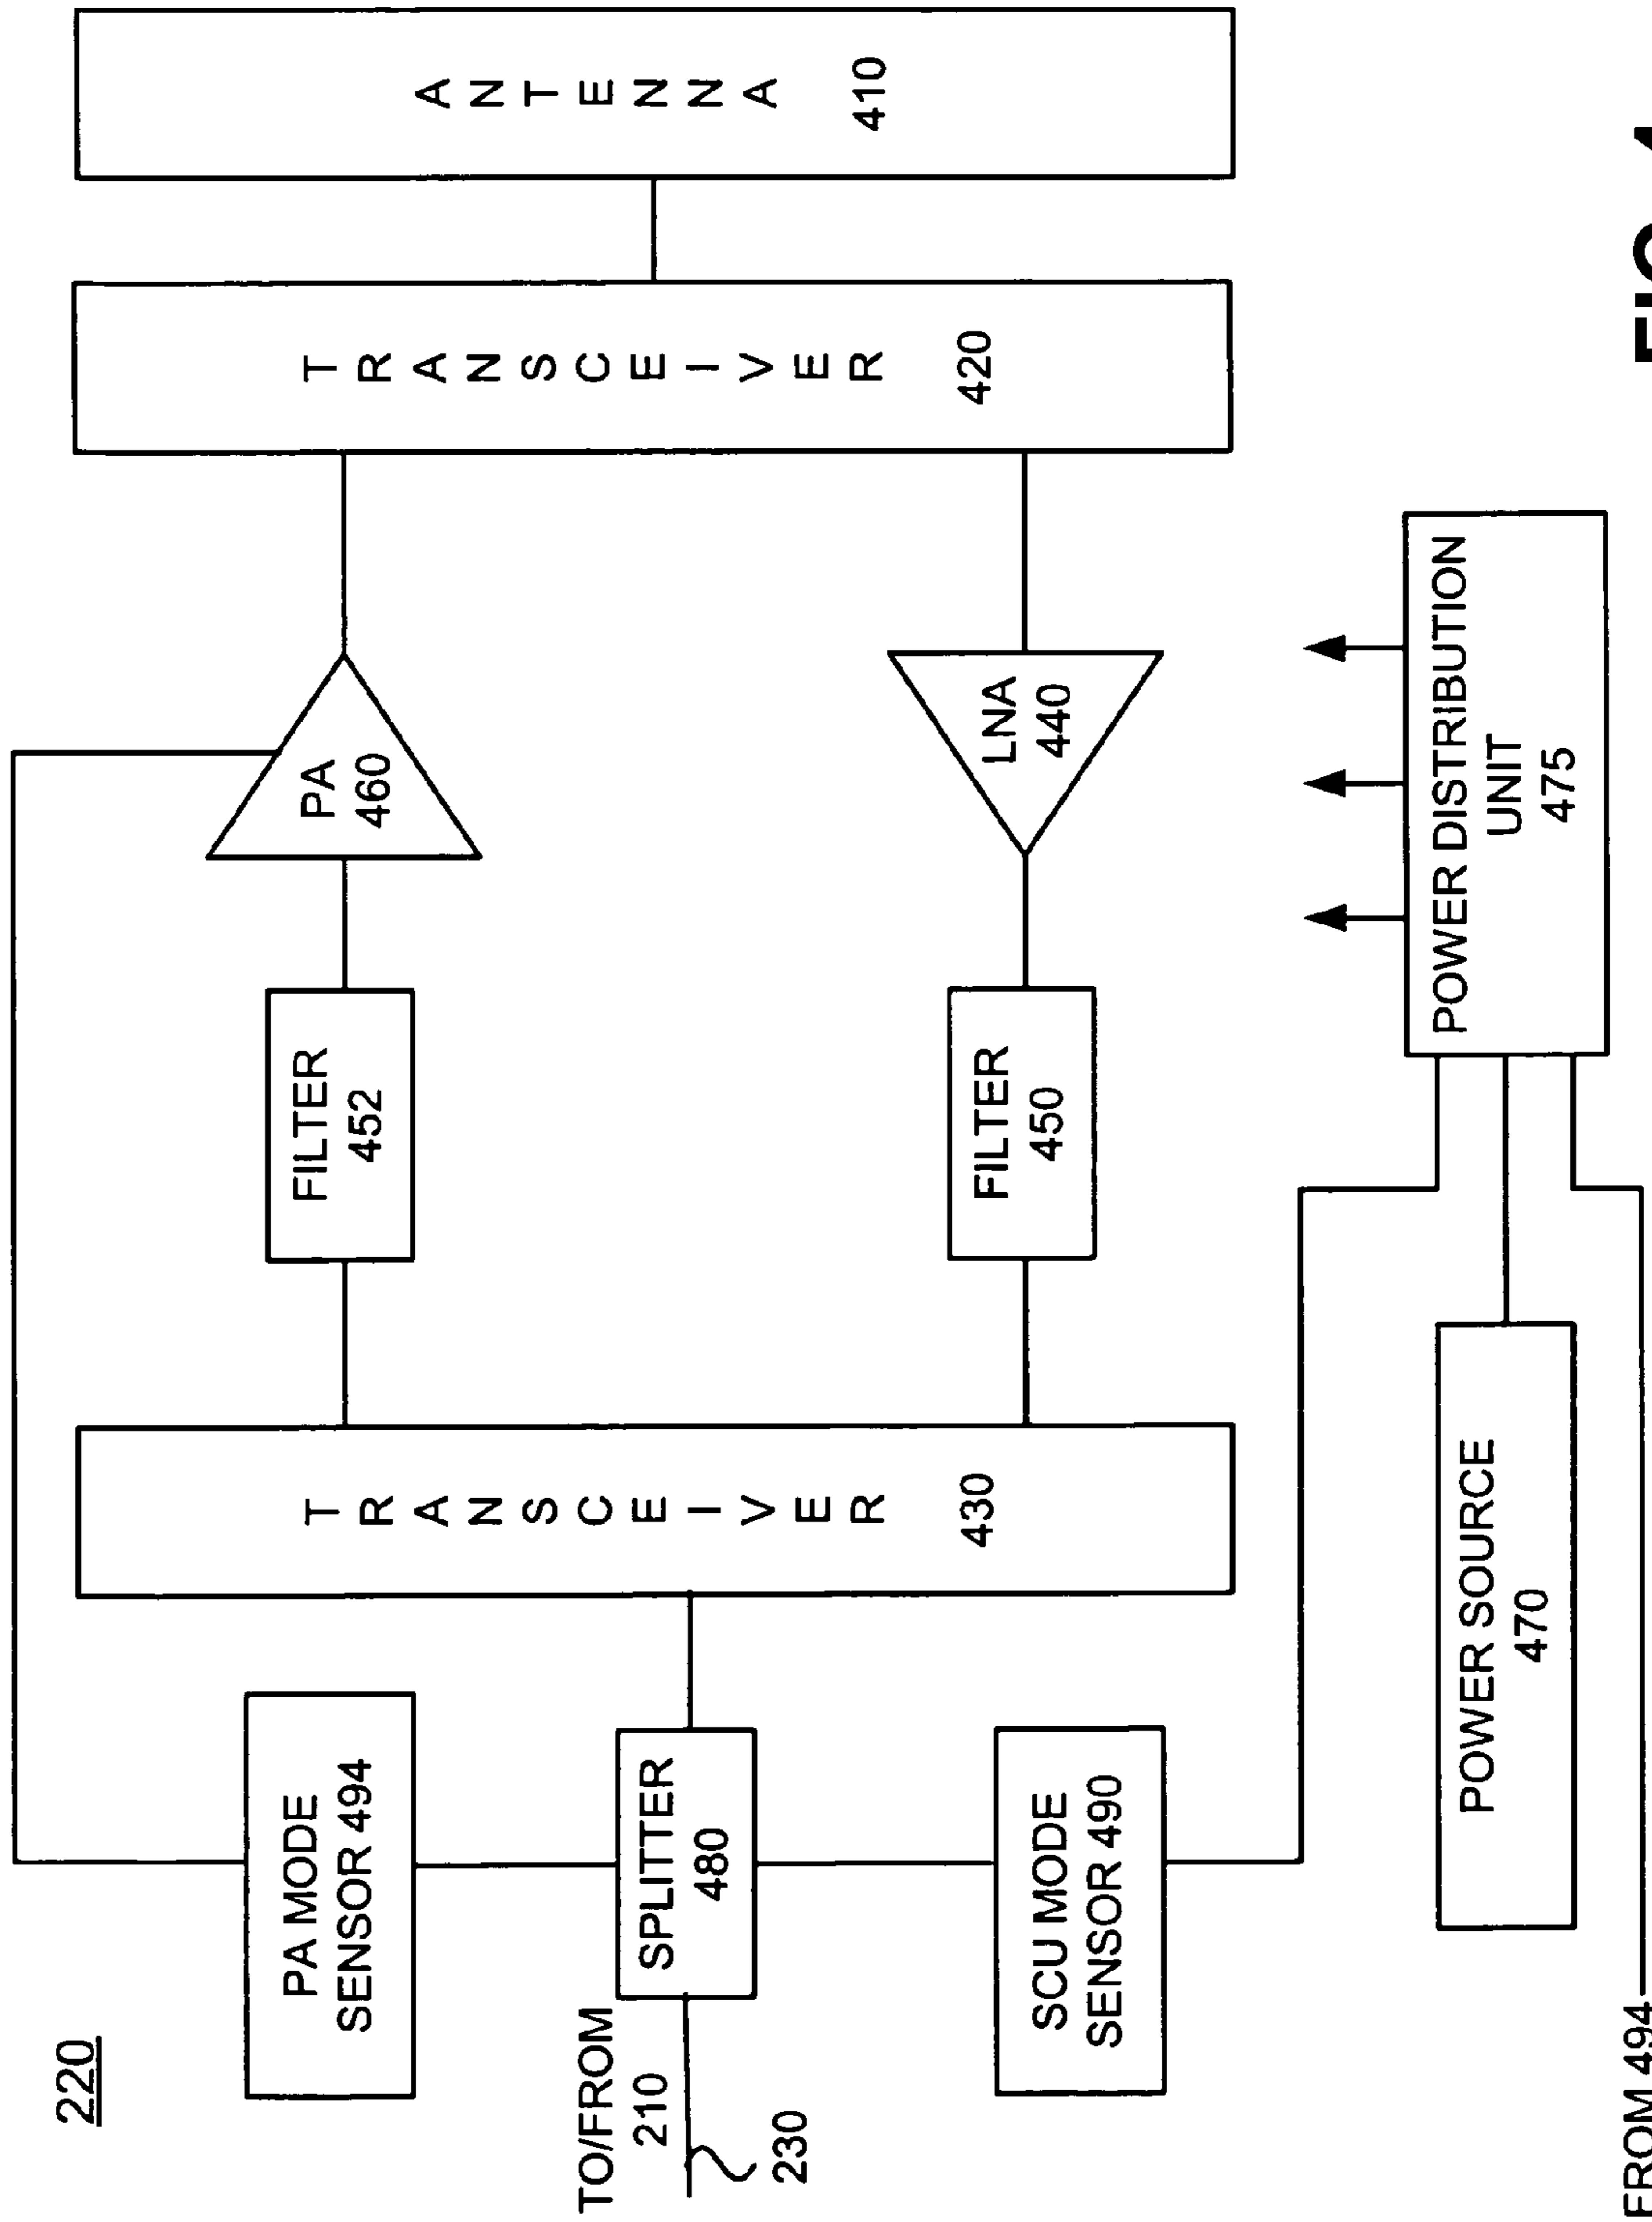 220
PA MODE
SENSOR 494
TO/FROM
210
230
SPLITTER
480
SCU MODE
SENSOR 490
TRANSCEIVER
430
FILTER
452
PA
460
FILTER
450
LNA
440
TRANSCEIVER
420
ANTENNA
410
POWER SOURCE
470
POWER DISTRIBUTION
UNIT
475
FROM 494